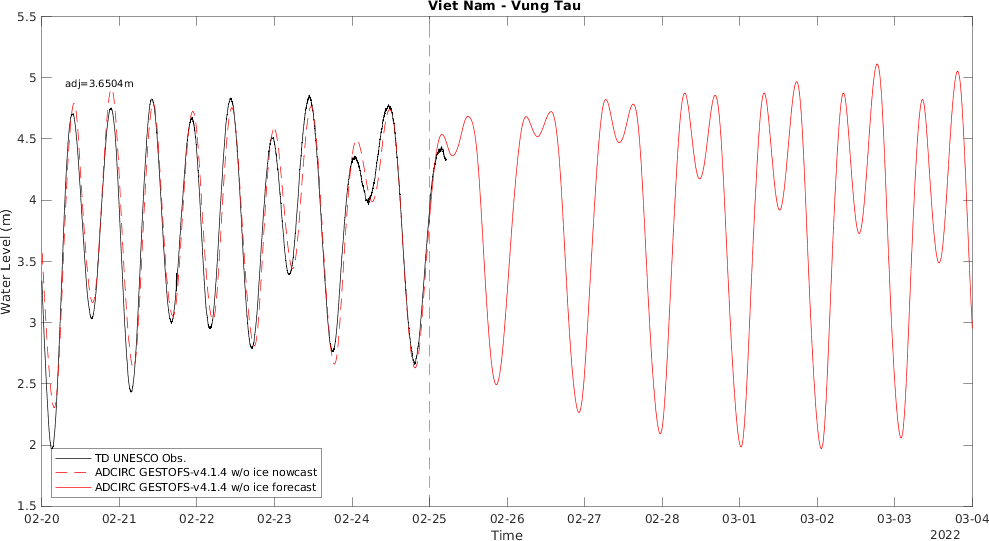 Viet Nam - Vung Tau
5.5
5
4.5
4
3.5
3
2.5
2
1.5
Water Level (m)
adj=3.6504m
TD UNESCO Obs.
ADCIRC GESTOFS-v4.1.4 w/o ice nowcast
ADCIRC GESTOFS-v4.1.4 w/o ice forecast
02-20 02-21 02-22 02-23 02-24 02-25 02-26 02-27 02-28 03-01 03-02 03-03 03-04
Time
2022